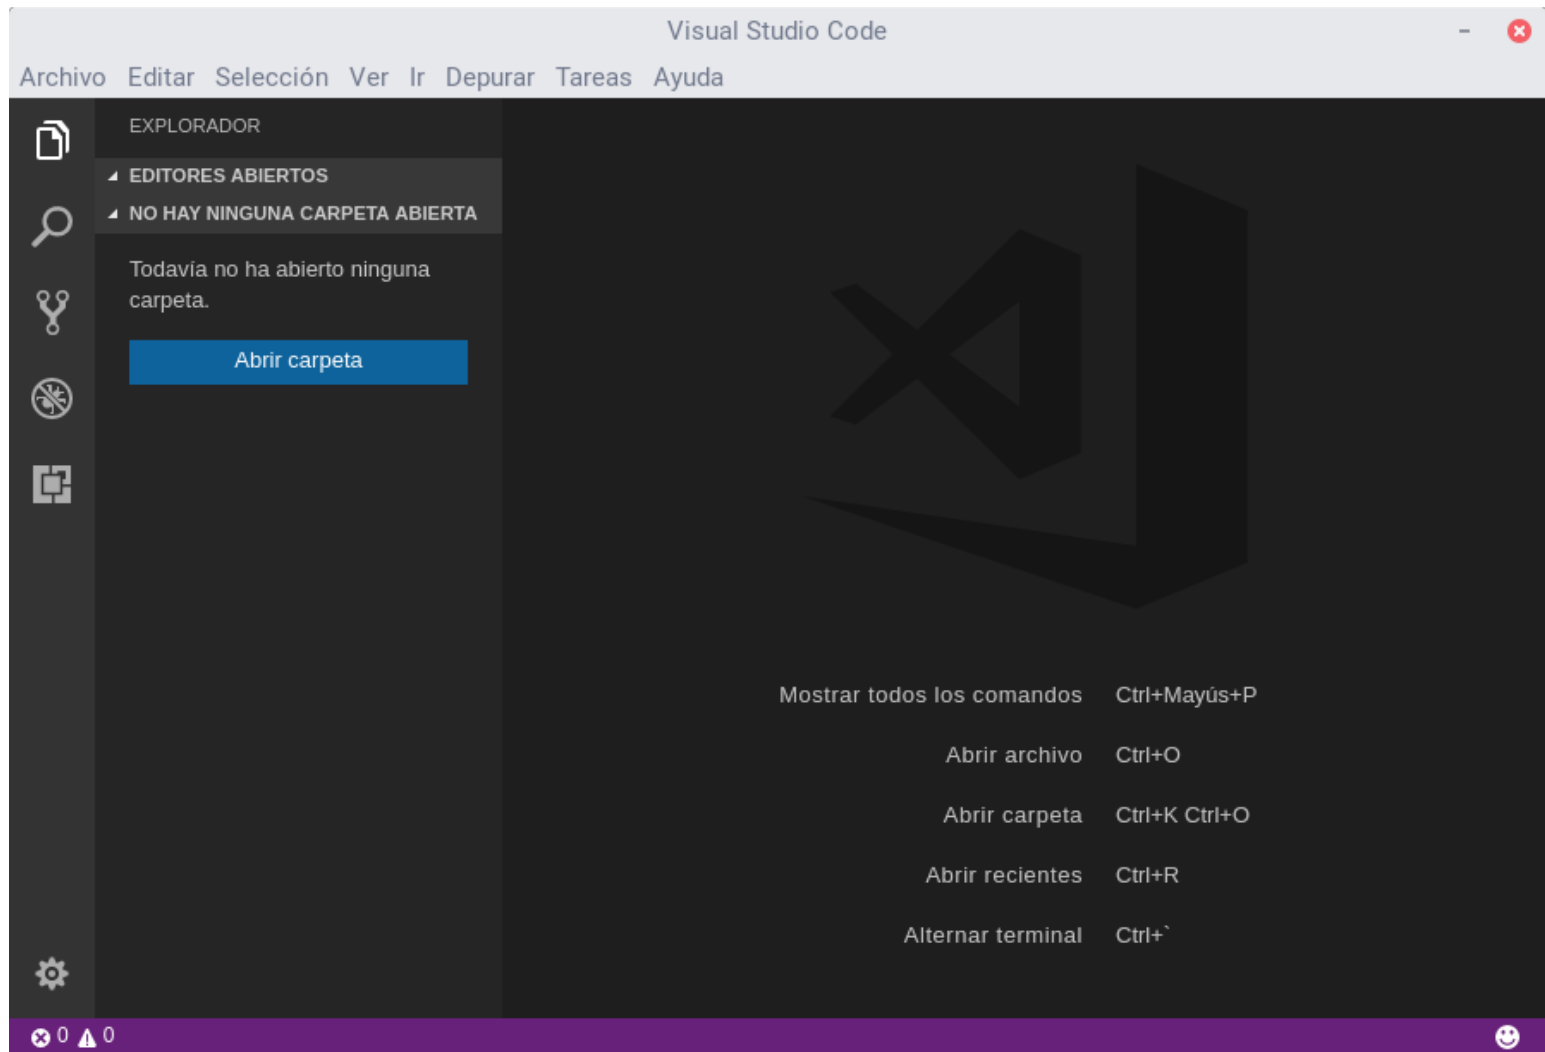 Visual Studio Code
Archivo Editar Selección Ver Ir Depurar Tareas Ayuda
EXPLORADOR
EDITORES ABIERTOS
NO HAY NINGUNA CARPETA ABIERTA
Todavía no ha abierto ninguna
carpeta.
Abrir carpeta
Mostrar todos los comandos Ctrl+Mayús+P
Abrir archivo Ctrl+O
Abrir carpeta Ctrl+K Ctrl+O
Abrir recientes Ctrl+R
Alternar terminal Ctrl+`
0 0